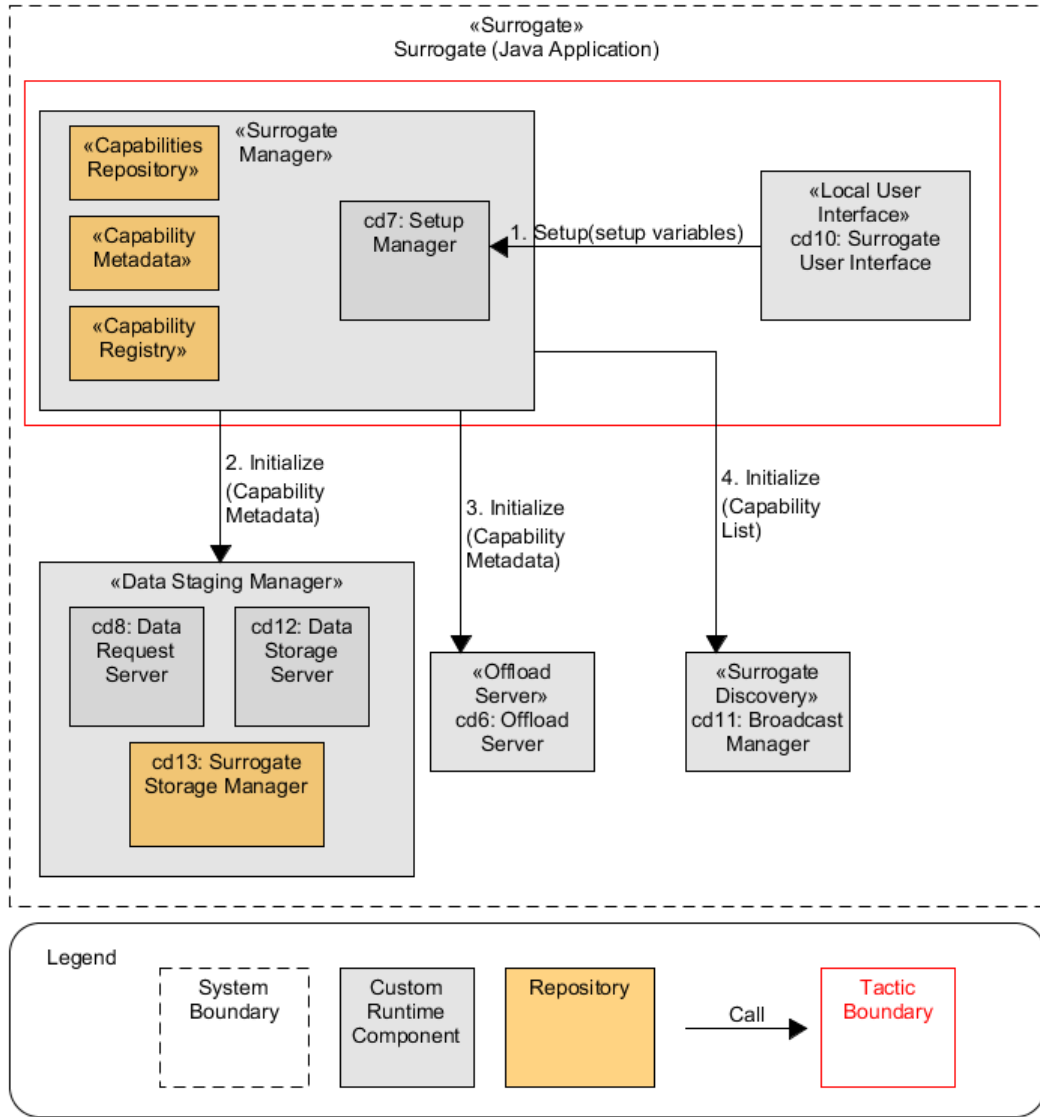 «Surrogate»
Surrogate (Java Application)
«Capabilities
Repository»
«Surrogate
Manager»
«Capability
Metadata»
«Capability
Registry»
cd7: Setup
Manager
1. Setup(setup variables)
«Local User
Interface»
cd10: Surrogate
User Interface
2. Initialize
(Capability
Metadata)
3. Initialize
(Capability
Metadata)
4. Initialize
(Capability
List)
«Data Staging Manager»
cd8: Data
Request
Server
cd12: Data
Storage
Server
cd13: Surrogate
Storage Manager
«Offload
Server»
cd6: Offload
Server
«Surrogate
Discovery»
cd11: Broadcast
Manager
Legend
System
Boundary
Custom
Runtime
Component
Repository
Call
Tactic
Boundary